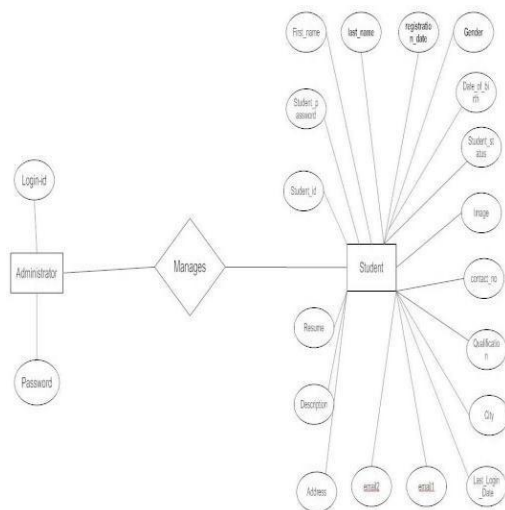 First_name
last_name
registratio
n_date
Gender
Date_of_bi
rth
Student_p
assword
Student_st
atus
Login-id
Student_id
Image
Administrator
Manages
Student
contact_no
Resume
Qualificatio
n
Password
Description
City
Address
email2
email1
Last_Login
_Date